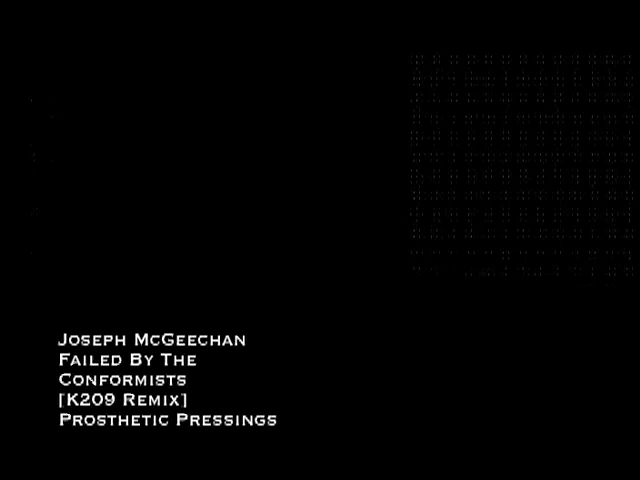 Joseph McGeechan
Failed By The
Conformists
[K209 Remix]
Prosthetic Pressings